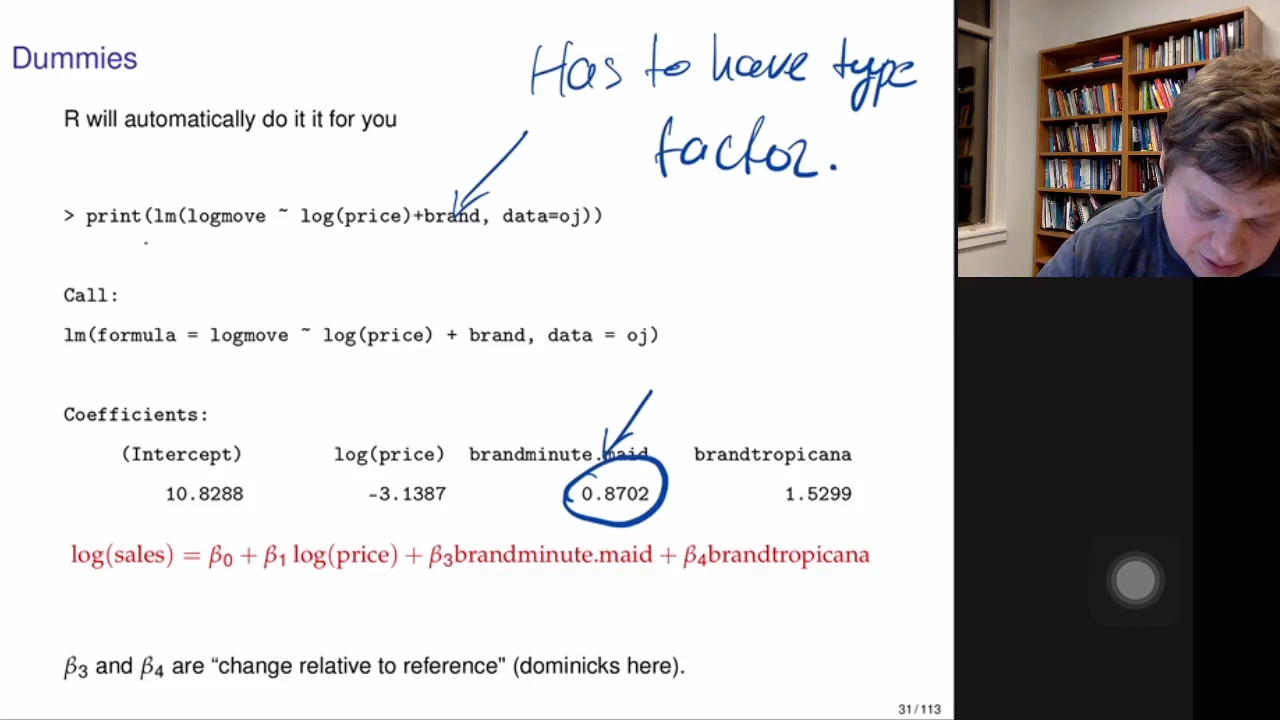 Dummies
Has to have type
factor.
R will automatically do it it for you
> print(lm(logmove ~ log(price)+brand, data=oj))
Call:
lm(formula = logmove ~ log(price) + brand, data = oj)
Coefficients:
(Intercept) log(price) brandminute.maid brandtropicana
10.8288 -3.1387 0.8702 1.5299
log(sales) = β₀ + β₁ log(price) + β₃brandminute.maid + β₄brandtropicana
β₃ and β₄ are “change relative to reference" (dominicks here).
31 / 113